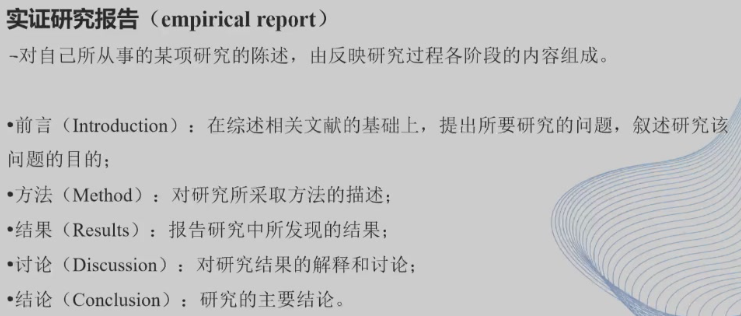 实证研究报告（empirical report）
¬对自己所从事的某项研究的陈述，由反映研究过程各阶段的内容组成。
•前言（Introduction）：在综述相关文献的基础上，提出所要研究的问题，叙述研究该
问题的目的；
•方法（Method）：对研究所采取方法的描述；
•结果（Results）：报告研究中所发现的结果；
•讨论（Discussion）：对研究结果的解释和讨论；
•结论（Conclusion）：研究的主要结论。